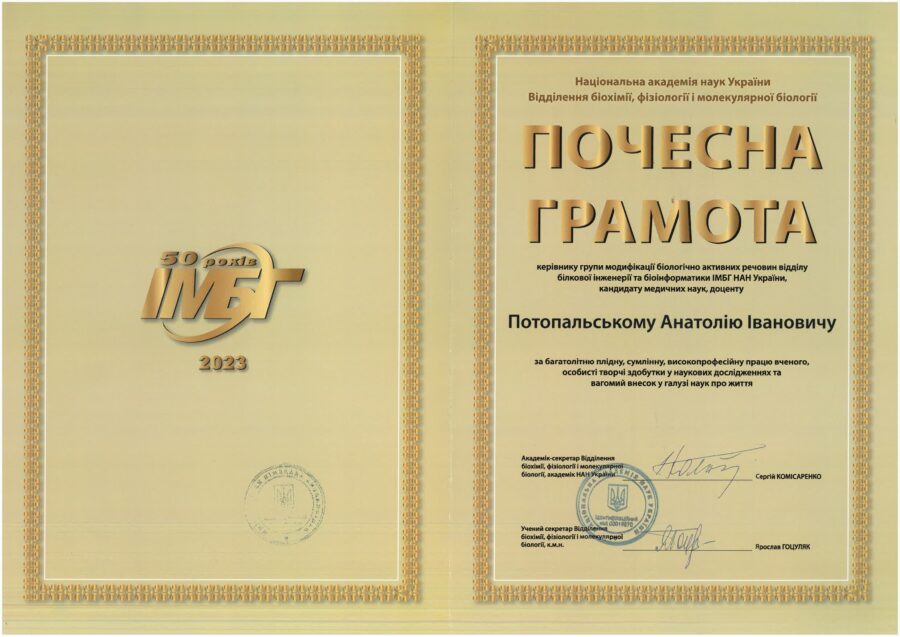 50 років
ІМБГ
2023
Національна академія наук України
Відділення біохімії, фізіології і молекулярної біології
ПОЧЕСНА
ГРАМОТА
керівнику групи модифікації біологічно активних речовин відділу
білкової інженерії та біоінформатики ІМБГ НАН України,
кандидату медичних наук, доценту
Потопальському Анатолію Івановичу
за багатолітню плідну, сумлінну, високопрофесійну працю вченого,
особисті творчі здобутки у наукових дослідженнях та
вагомий внесок у галузі наук про життя
Академік-секретар Відділення
біохімії, фізіології і молекулярної
біології, академік НАН України
Сергій КОМІСАРЕНКО
Учений секретар Відділення
біохімії, фізіології і молекулярної
біології, к.м.н.
Ярослав ГОЦУЛЯК